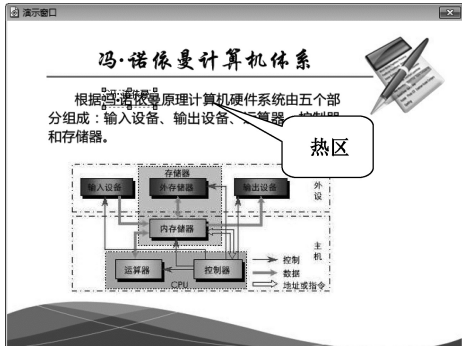 演示窗口
冯·诺依曼计算机体系
根据冯·诺依曼原理计算机硬件系统由五个部
分组成：输入设备、输出设备、运算器、控制器
和存储器。
热区
存储器
输入设备
外存储器
输出设备
外设
内存储器
主机
运算器
控制器
CPU
控制
数据
地址或指令